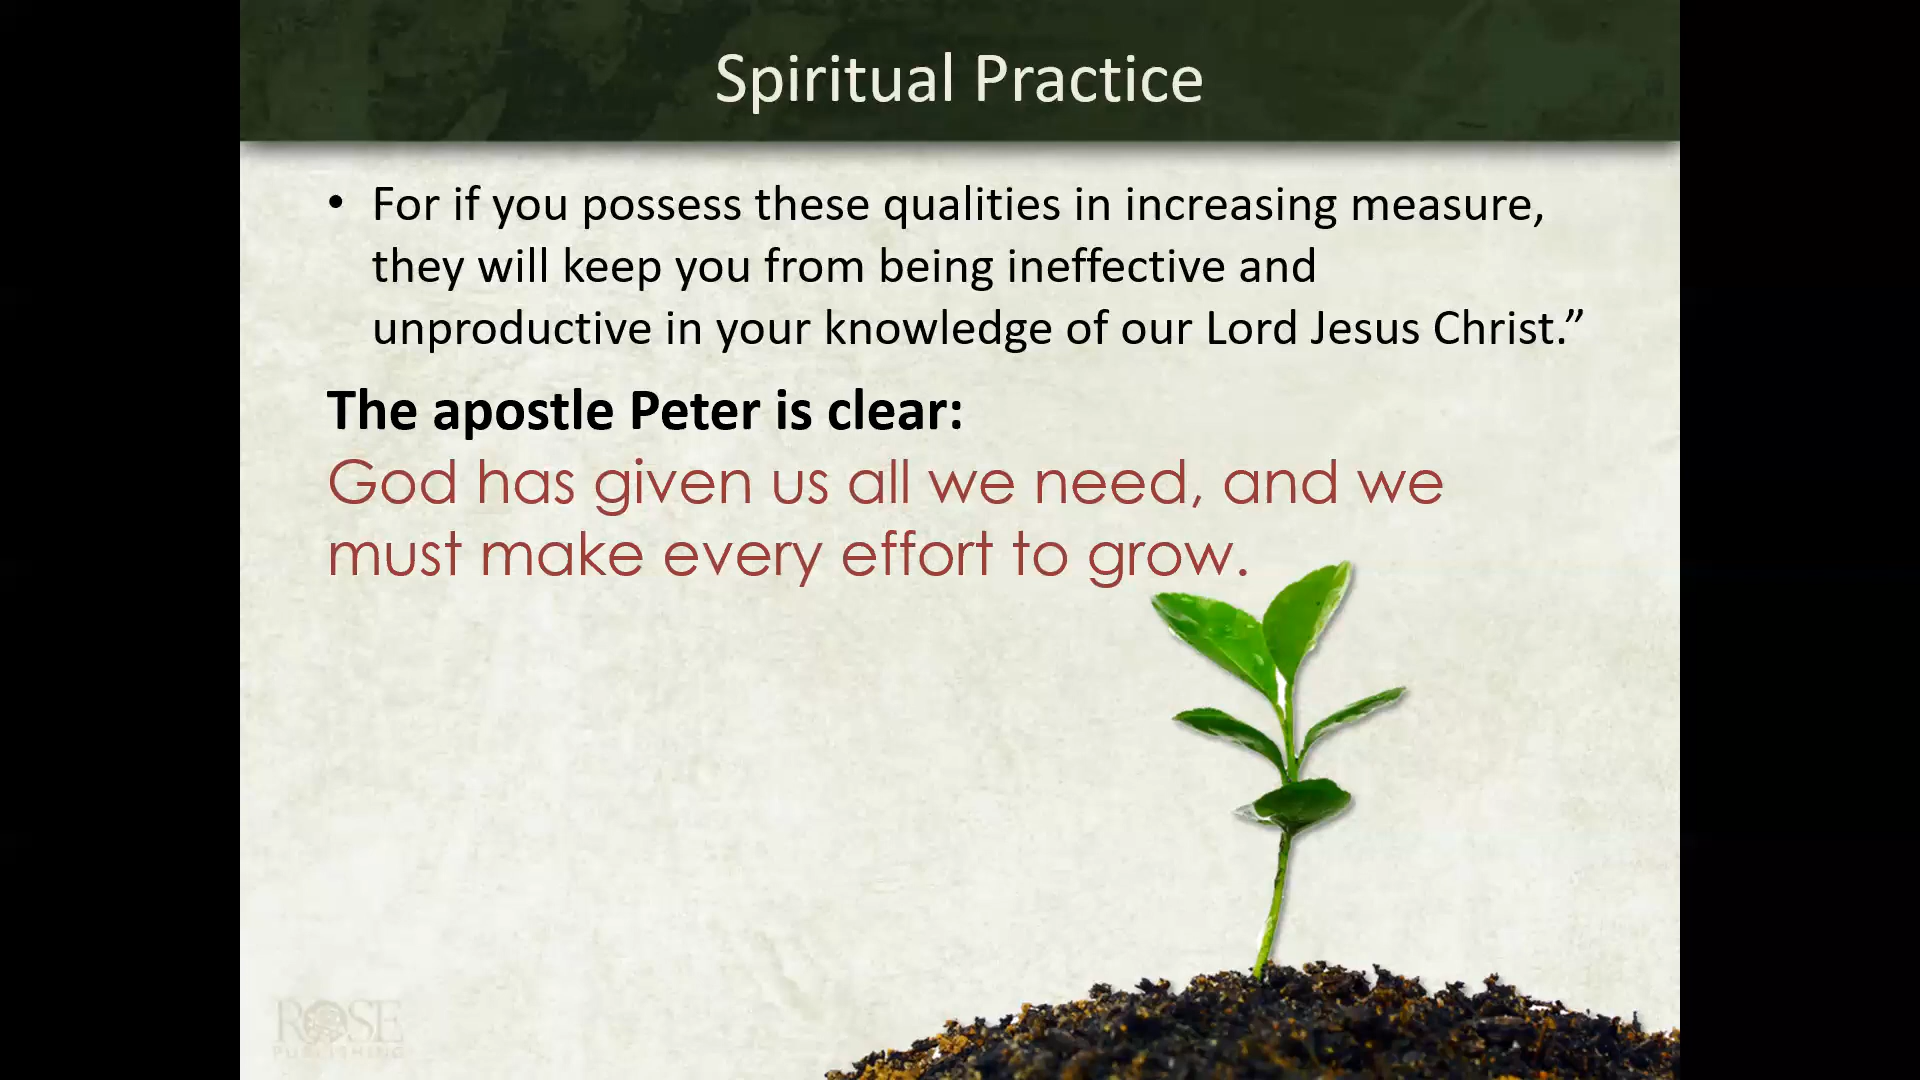 Spiritual Practice
• For if you possess these qualities in increasing measure,
they will keep you from being ineffective and
unproductive in your knowledge of our Lord Jesus Christ.”
The apostle Peter is clear:
God has given us all we need, and we
must make every effort to grow.
ROSE
PUBLISHING